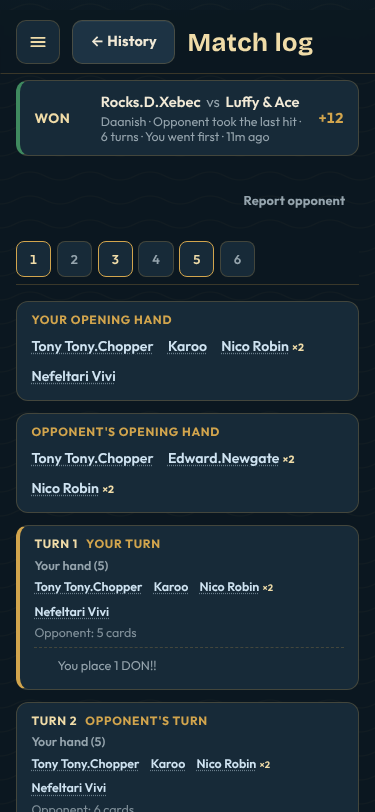 ← History
Match log
WON
Rocks.D.Xebec vs Luffy & Ace
Daanish · Opponent took the last hit ·
6 turns · You went first · 11m ago
+12
Report opponent
1 2 3 4 5 6
YOUR OPENING HAND
Tony Tony.Chopper Karoo Nico Robin ×2
Nefeltari Vivi
OPPONENT'S OPENING HAND
Tony Tony.Chopper Edward.Newgate ×2
Nico Robin ×2
TURN 1 YOUR TURN
Your hand (5)
Tony Tony.Chopper Karoo Nico Robin ×2
Nefeltari Vivi
Opponent: 5 cards
You place 1 DON!!
TURN 2 OPPONENT'S TURN
Your hand (5)
Tony Tony.Chopper Karoo Nico Robin ×2
Nefeltari Vivi
Opponent: 6 cards